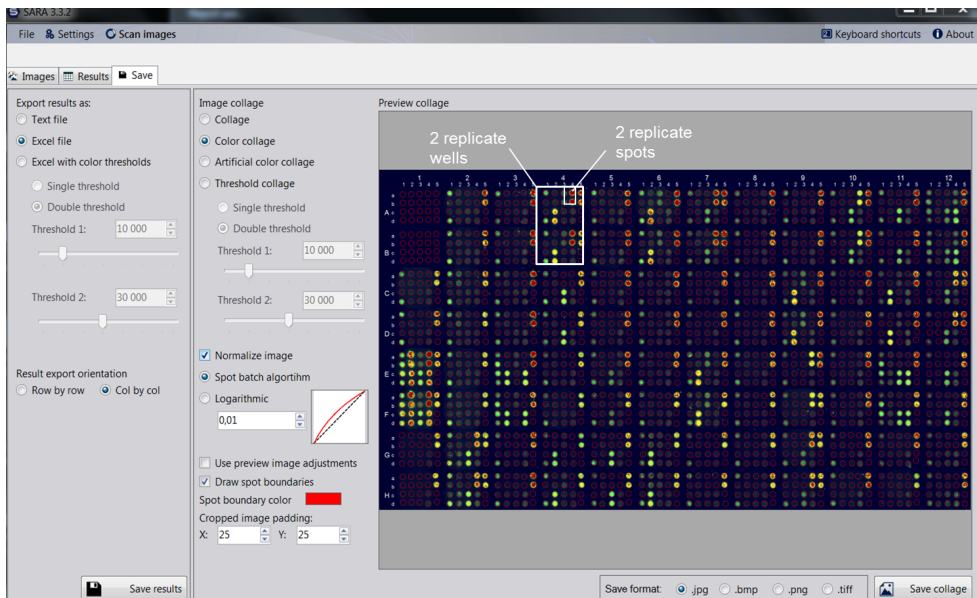 SARA 3.3.2
File Settings Scan images Keyboard shortcuts About
Images Results Save
Export results as:
Text file
Excel file
Excel with color thresholds
Single threshold
Double threshold
Threshold 1: 10 000
Threshold 2: 30 000
Result export orientation
Row by row Col by col
Save results
Image collage
Collage
Color collage
Artificial color collage
Threshold collage
Single threshold
Double threshold
Threshold 1: 10 000
Threshold 2: 30 000
Normalize image
Spot batch algortihm
Logarithmic
0,01
Use preview image adjustments
Draw spot boundaries
Spot boundary color
Cropped image padding:
X: 25 Y: 25
Preview collage
2 replicate
wells
2 replicate
spots
1 2 3 4 5 6 7 8 9 10 11 12
A
B
C
D
E
F
G
H
Save format: .jpg .bmp .png .tiff Save collage